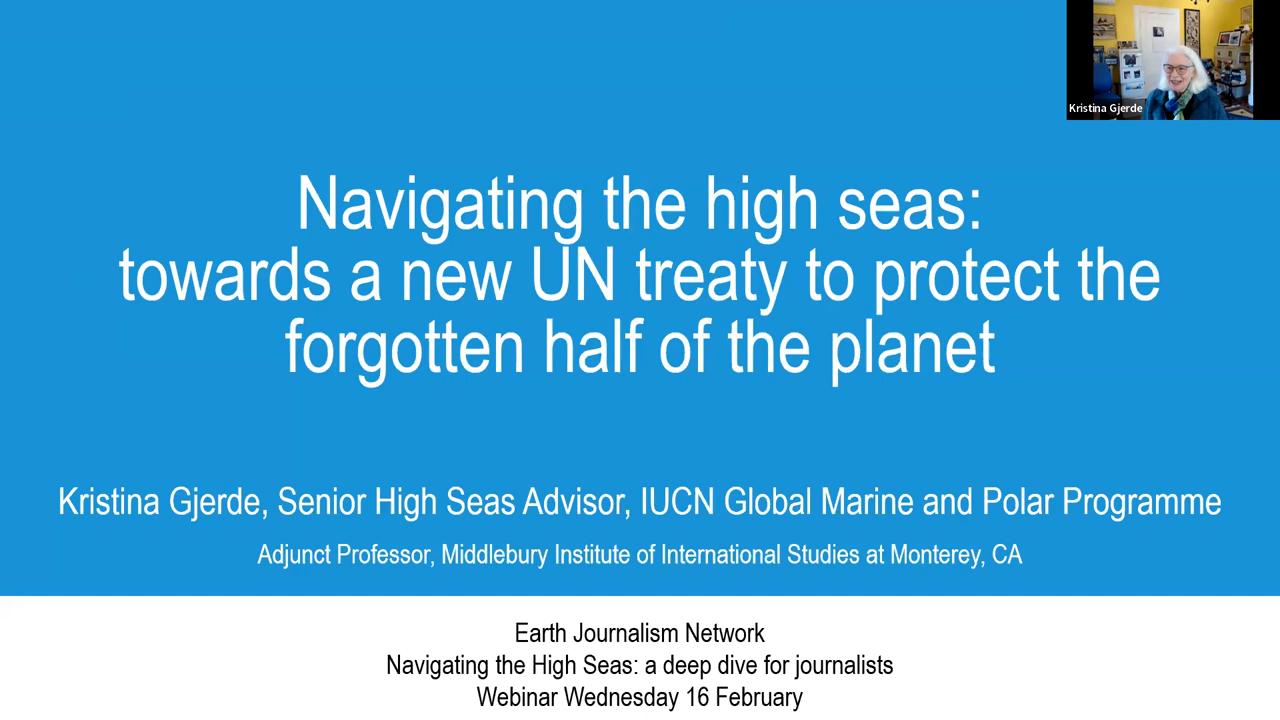 Kristina Gjerde
Navigating the high seas:
towards a new UN treaty to protect the
forgotten half of the planet
Kristina Gjerde, Senior High Seas Advisor, IUCN Global Marine and Polar Programme
Adjunct Professor, Middlebury Institute of International Studies at Monterey, CA
Earth Journalism Network
Navigating the High Seas: a deep dive for journalists
Webinar Wednesday 16 February